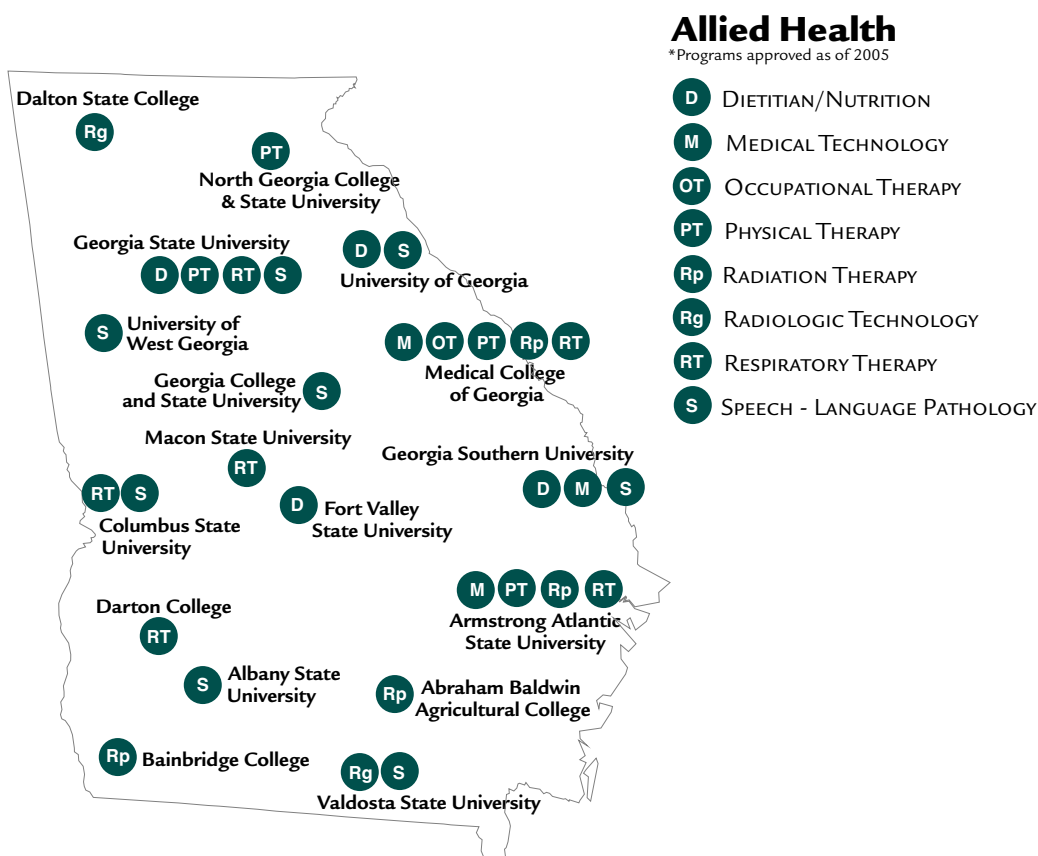 Allied Health
*Programs approved as of 2005
D Dietitian/Nutrition
M Medical Technology
OT Occupational Therapy
PT Physical Therapy
Rp Radiation Therapy
Rg Radiologic Technology
RT Respiratory Therapy
S Speech - Language Pathology
Dalton State College
Rg
PT
North Georgia College
& State University
Georgia State University
D PT RT S
D S
University of Georgia
S
University of
West Georgia
M OT PT Rp RT
Medical College
of Georgia
Georgia College
and State University
S
Macon State University
RT
Georgia Southern University
D M S
RT S
Columbus State
University
D
Fort Valley
State University
M PT Rp RT
Armstrong Atlantic
State University
Darton College
RT
S
Albany State
University
Rp
Abraham Baldwin
Agricultural College
Rp
Bainbridge College
Rg S
Valdosta State University